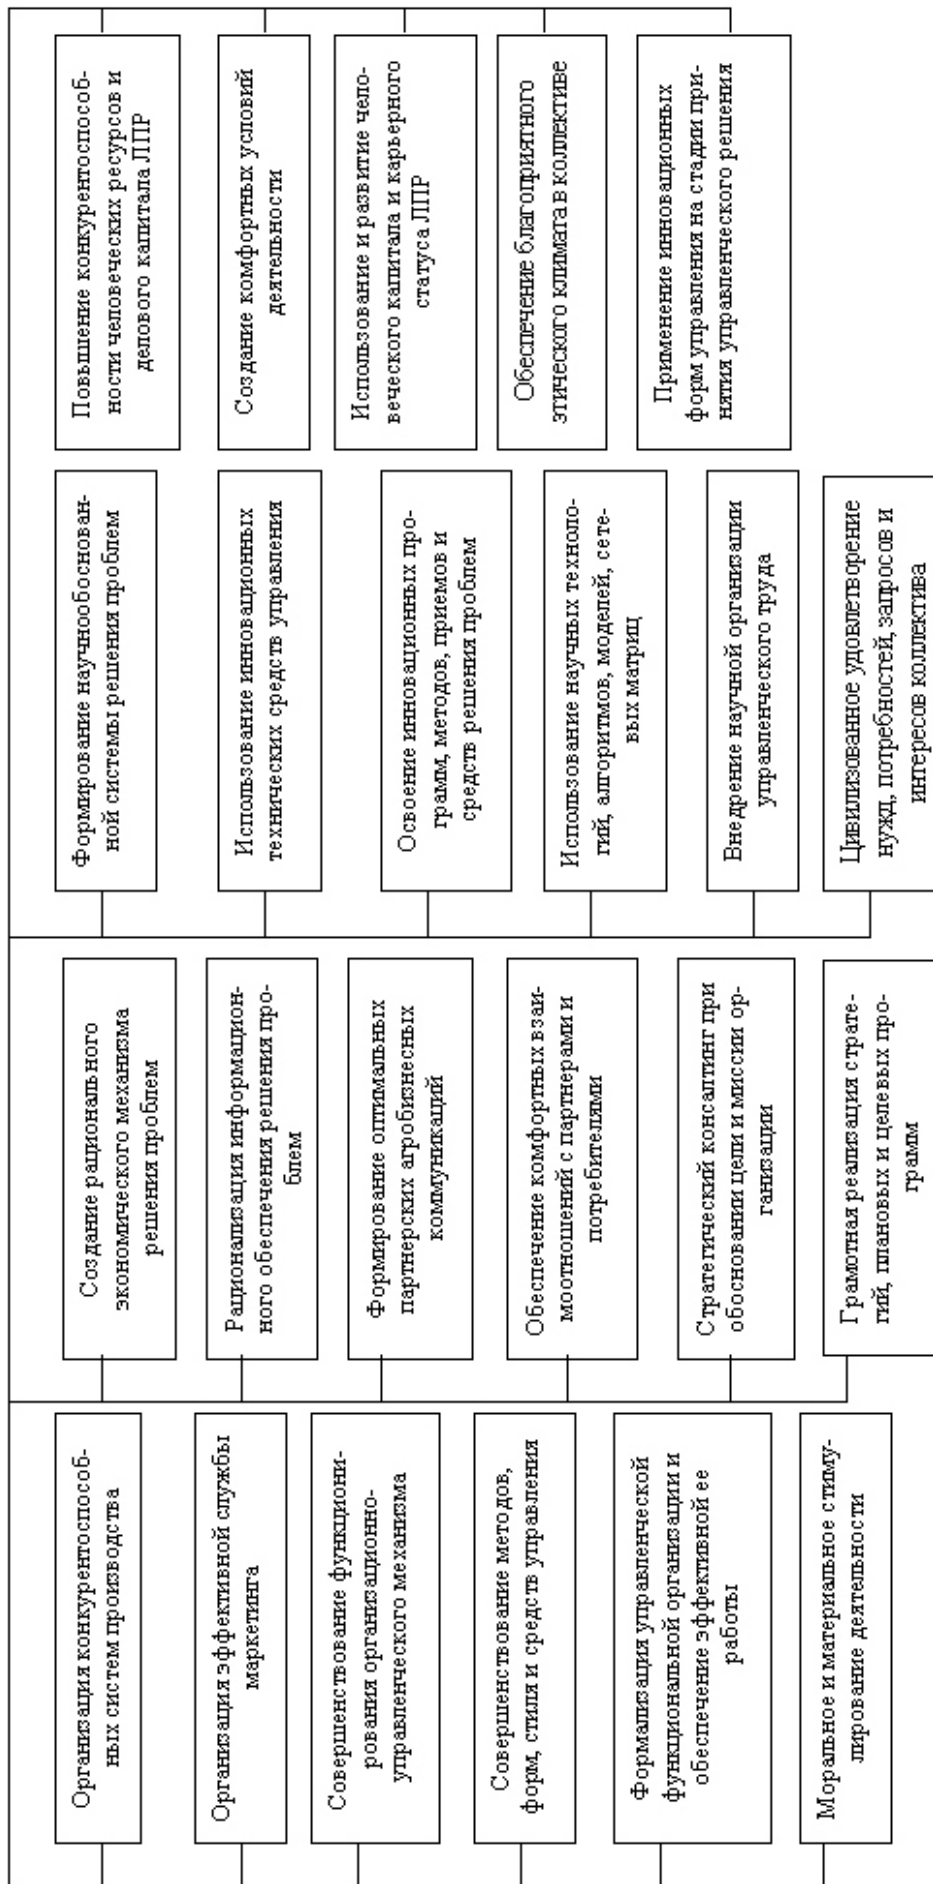 Организация конкурентоспособ-
ных систем производства
Организация эффективной службы
маркетинга
Совершенствование функциони-
рования организационно-
управленческого механизма
Совершенствование методов,
форм, стиля и средств управления
Формализация управленческой
функциональной организации и
обеспечение эффективной ее
работы
Моральное и материальное стиму-
лирование деятельности
Создание рационального
экономического механизма
решения проблем
Рационализация информацион-
ного обеспечения решения про-
блем
Формирование оптимальных
партнерских агробизнесных
коммуникаций
Обеспечение комфортных взаи-
моотношений с партнерами и
потребителями
Стратегический консалтинг при
обосновании цели и миссии ор-
ганизации
Грамотная реализация страте-
гий, плановых и целевых про-
грамм
Формирование научнообоснован-
ной системы решения проблем
Использование инновационных
технических средств управления
Освоение инновационных про-
грамм, методов, приемов и
средств решения проблем
Использование научных техноло-
гий, алгоритмов, моделей, сете-
вых матриц
Внедрение научной организации
управленческого труда
Цивилизованное удовлетворение
нужд, потребностей, запросов и
интересов коллектива
Повышение конкурентоспособ-
ности человеческих ресурсов и
делового капитала ЛПР
Создание комфортных условий
деятельности
Использование и развитие чело-
веческого капитала и карьерного
статуса ЛПР
Обеспечение благоприятного
этического климата в коллективе
Применение инновационных
форм управления на стадии при-
нятия управленческого решения